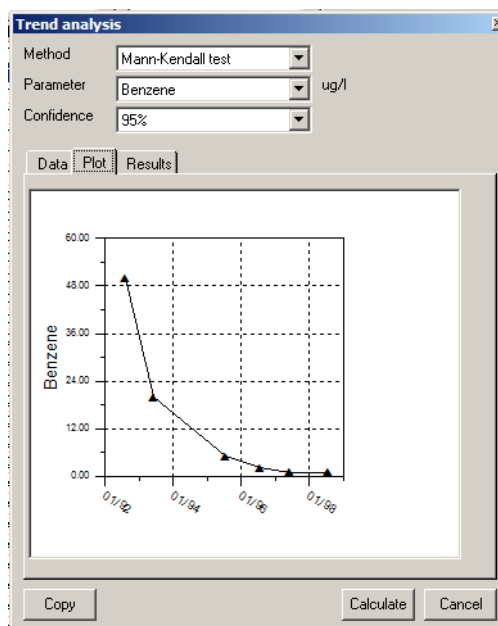 Trend analysis
Method Mann-Kendall test
Parameter Benzene ug/l
Confidence 95%
Data Plot Results
60.00
48.00
36.00
24.00
12.00
0.00
Benzene
01/92 01/94 01/96 01/98
Copy Calculate Cancel